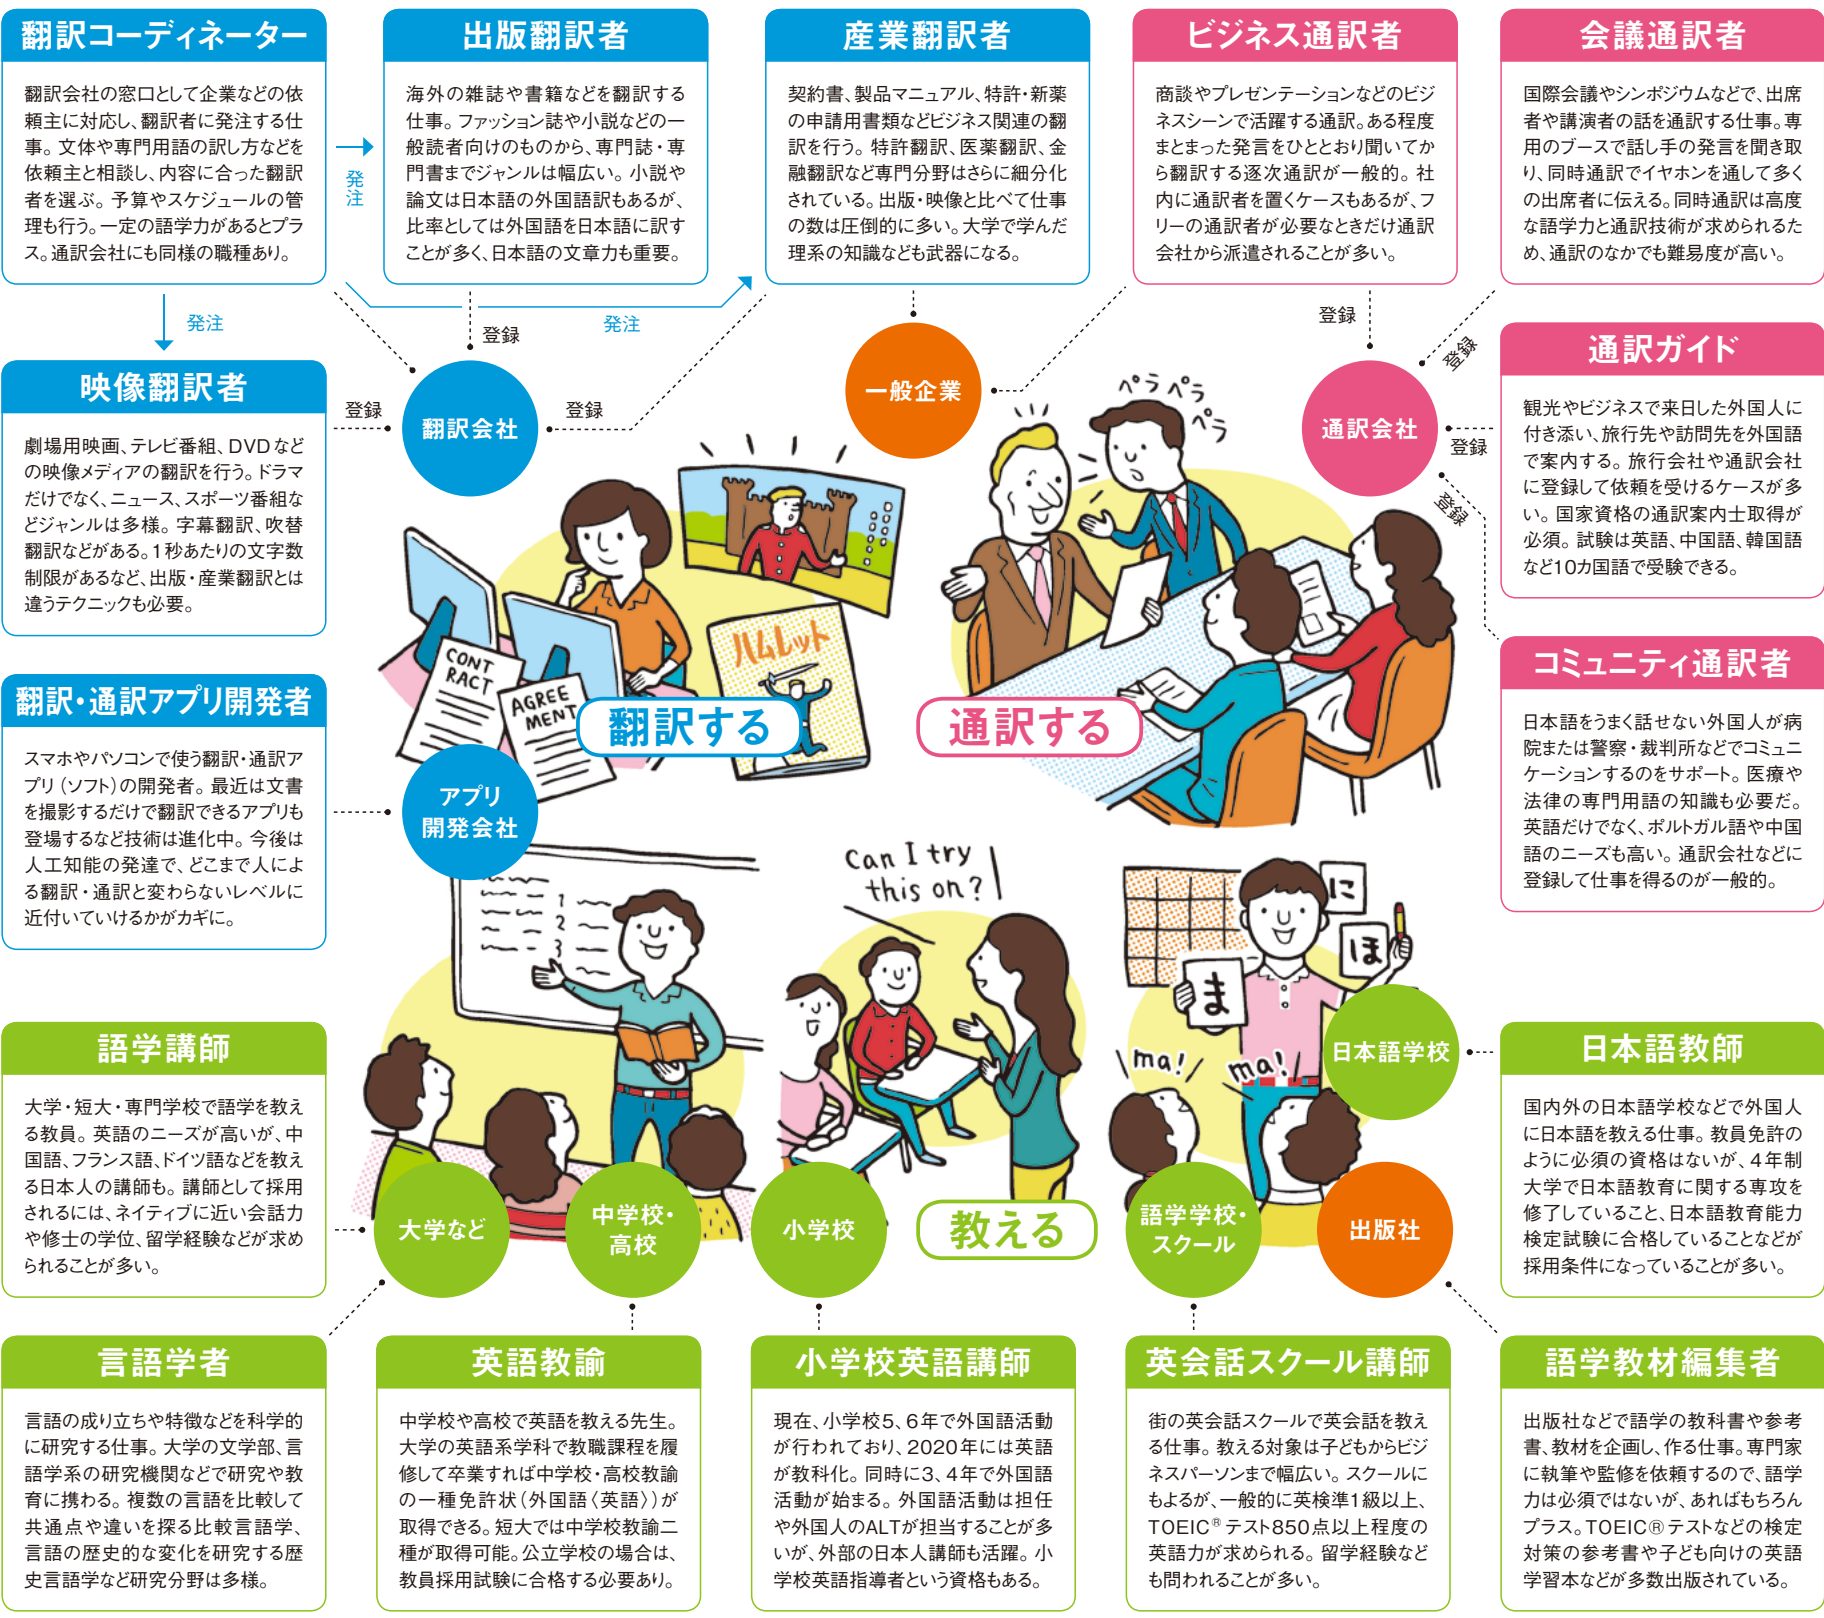 翻訳コーディネーター
翻訳会社の窓口として企業などの依
頼主に対応し、翻訳者に発注する仕
事。文体や専門用語の訳し方などを
依頼主と相談し、内容に合った翻訳
者を選ぶ。予算やスケジュールの管
理も行う。一定の語学力があるとプラ
ス。通訳会社にも同様の職種あり。
発注
出版翻訳者
海外の雑誌や書籍などを翻訳する
仕事。ファッション誌や小説などの一
般読者向けのものから、専門誌・専
門書までジャンルは幅広い。小説や
論文は日本語の外国語訳もあるが、
比率としては外国語を日本語に訳す
ことが多く、日本語の文章力も重要。
産業翻訳者
契約書、製品マニュアル、特許・新薬
の申請用書類などビジネス関連の翻
訳を行う。特許翻訳、医薬翻訳、金
融翻訳など専門分野はさらに細分化
されている。出版・映像と比べて仕事
の数は圧倒的に多い。大学で学んだ
理系の知識なども武器になる。
ビジネス通訳者
商談やプレゼンテーションなどのビジ
ネスシーンで活躍する通訳。ある程度
まとまった発言をひととおり聞いてか
ら翻訳する逐次通訳が一般的。社
内に通訳者を置くケースもあるが、フ
リーの通訳者が必要なときだけ通訳
会社から派遣されることが多い。
会議通訳者
国際会議やシンポジウムなどで、出席
者や講演者の話を通訳する仕事。専
用のブースで話し手の発言を聞き取
り、同時通訳でイヤホンを通して多く
の出席者に伝える。同時通訳は高度
な語学力と通訳技術が求められるた
め、通訳のなかでも難易度が高い。
発注
登録
発注
登録
登録
映像翻訳者
劇場用映画、テレビ番組、DVDなど
の映像メディアの翻訳を行う。ドラマ
だけでなく、ニュース、スポーツ番組な
どジャンルは多様。字幕翻訳、吹替
翻訳などがある。1秒あたりの文字数
制限があるなど、出版・産業翻訳とは
違うテクニックも必要。
登録
翻訳会社
登録
一般企業
ペラペラ
ペラ
通訳会社
登録
登録
通訳ガイド
観光やビジネスで来日した外国人に
付き添い、旅行先や訪問先を外国語
で案内する。旅行会社や通訳会社
に登録して依頼を受けるケースが多
い。国家資格の通訳案内士取得が
必須。試験は英語、中国語、韓国語
など10カ国語で受験できる。
CONT
RACT
AGREE
MENT
ハムレット
翻訳する
通訳する
コミュニティ通訳者
日本語をうまく話せない外国人が病
院または警察・裁判所などでコミュニ
ケーションするのをサポート。医療や
法律の専門用語の知識も必要だ。
英語だけでなく、ポルトガル語や中国
語のニーズも高い。通訳会社などに
登録して仕事を得るのが一般的。
翻訳・通訳アプリ開発者
スマホやパソコンで使う翻訳・通訳ア
プリ（ソフト）の開発者。最近は文書
を撮影するだけで翻訳できるアプリも
登場するなど技術は進化中。今後は
人工知能の発達で、どこまで人によ
る翻訳・通訳と変わらないレベルに
近付いていけるかがカギに。
アプリ
開発会社
1
2
3
Can I try
this on?
に
ほ
ま
ma!
ma!
日本語学校
語学講師
大学・短大・専門学校で語学を教え
る教員。英語のニーズが高いが、中
国語、フランス語、ドイツ語などを教え
る日本人の講師も。講師として採用
されるには、ネイティブに近い会話力
や修士の学位、留学経験などが求め
られることが多い。
大学など
中学校・
高校
小学校
教える
語学学校・
スクール
出版社
日本語教師
国内外の日本語学校などで外国人
に日本語を教える仕事。教員免許の
ように必須の資格はないが、4年制
大学で日本語教育に関する専攻を
修了していること、日本語教育能力
検定試験に合格していることなどが
採用条件になっていることが多い。
言語学者
言語の成り立ちや特徴などを科学的
に研究する仕事。大学の文学部、言
語学系の研究機関などで研究や教
育に携わる。複数の言語を比較して
共通点や違いを探る比較言語学、
言語の歴史的な変化を研究する歴
史言語学など研究分野は多様。
英語教諭
中学校や高校で英語を教える先生。
大学の英語系学科で教職課程を履
修して卒業すれば中学校・高校教諭
の一種免許状（外国語〈英語〉）が
取得できる。短大では中学校教諭二
種が取得可能。公立学校の場合は、
教員採用試験に合格する必要あり。
小学校英語講師
現在、小学校5、6年で外国語活動
が行われており、2020年には英語
が教科化。同時に3、4年で外国語
活動が始まる。外国語活動は担任
や外国人のALTが担当することが多
いが、外部の日本人講師も活躍。小
学校英語指導者という資格もある。
英会話スクール講師
街の英会話スクールで英会話を教え
る仕事。教える対象は子どもからビジ
ネスパーソンまで幅広い。スクールに
もよるが、一般的に英検準1級以上、
TOEIC®テスト850点以上程度の
英語力が求められる。留学経験など
も問われることが多い。
語学教材編集者
出版社などで語学の教科書や参考
書、教材を企画し、作る仕事。専門家
に執筆や監修を依頼するので、語学
力は必須ではないが、あればもちろん
プラス。TOEIC®テストなどの検定
対策の参考書や子ども向けの英語
学習本などが多数出版されている。